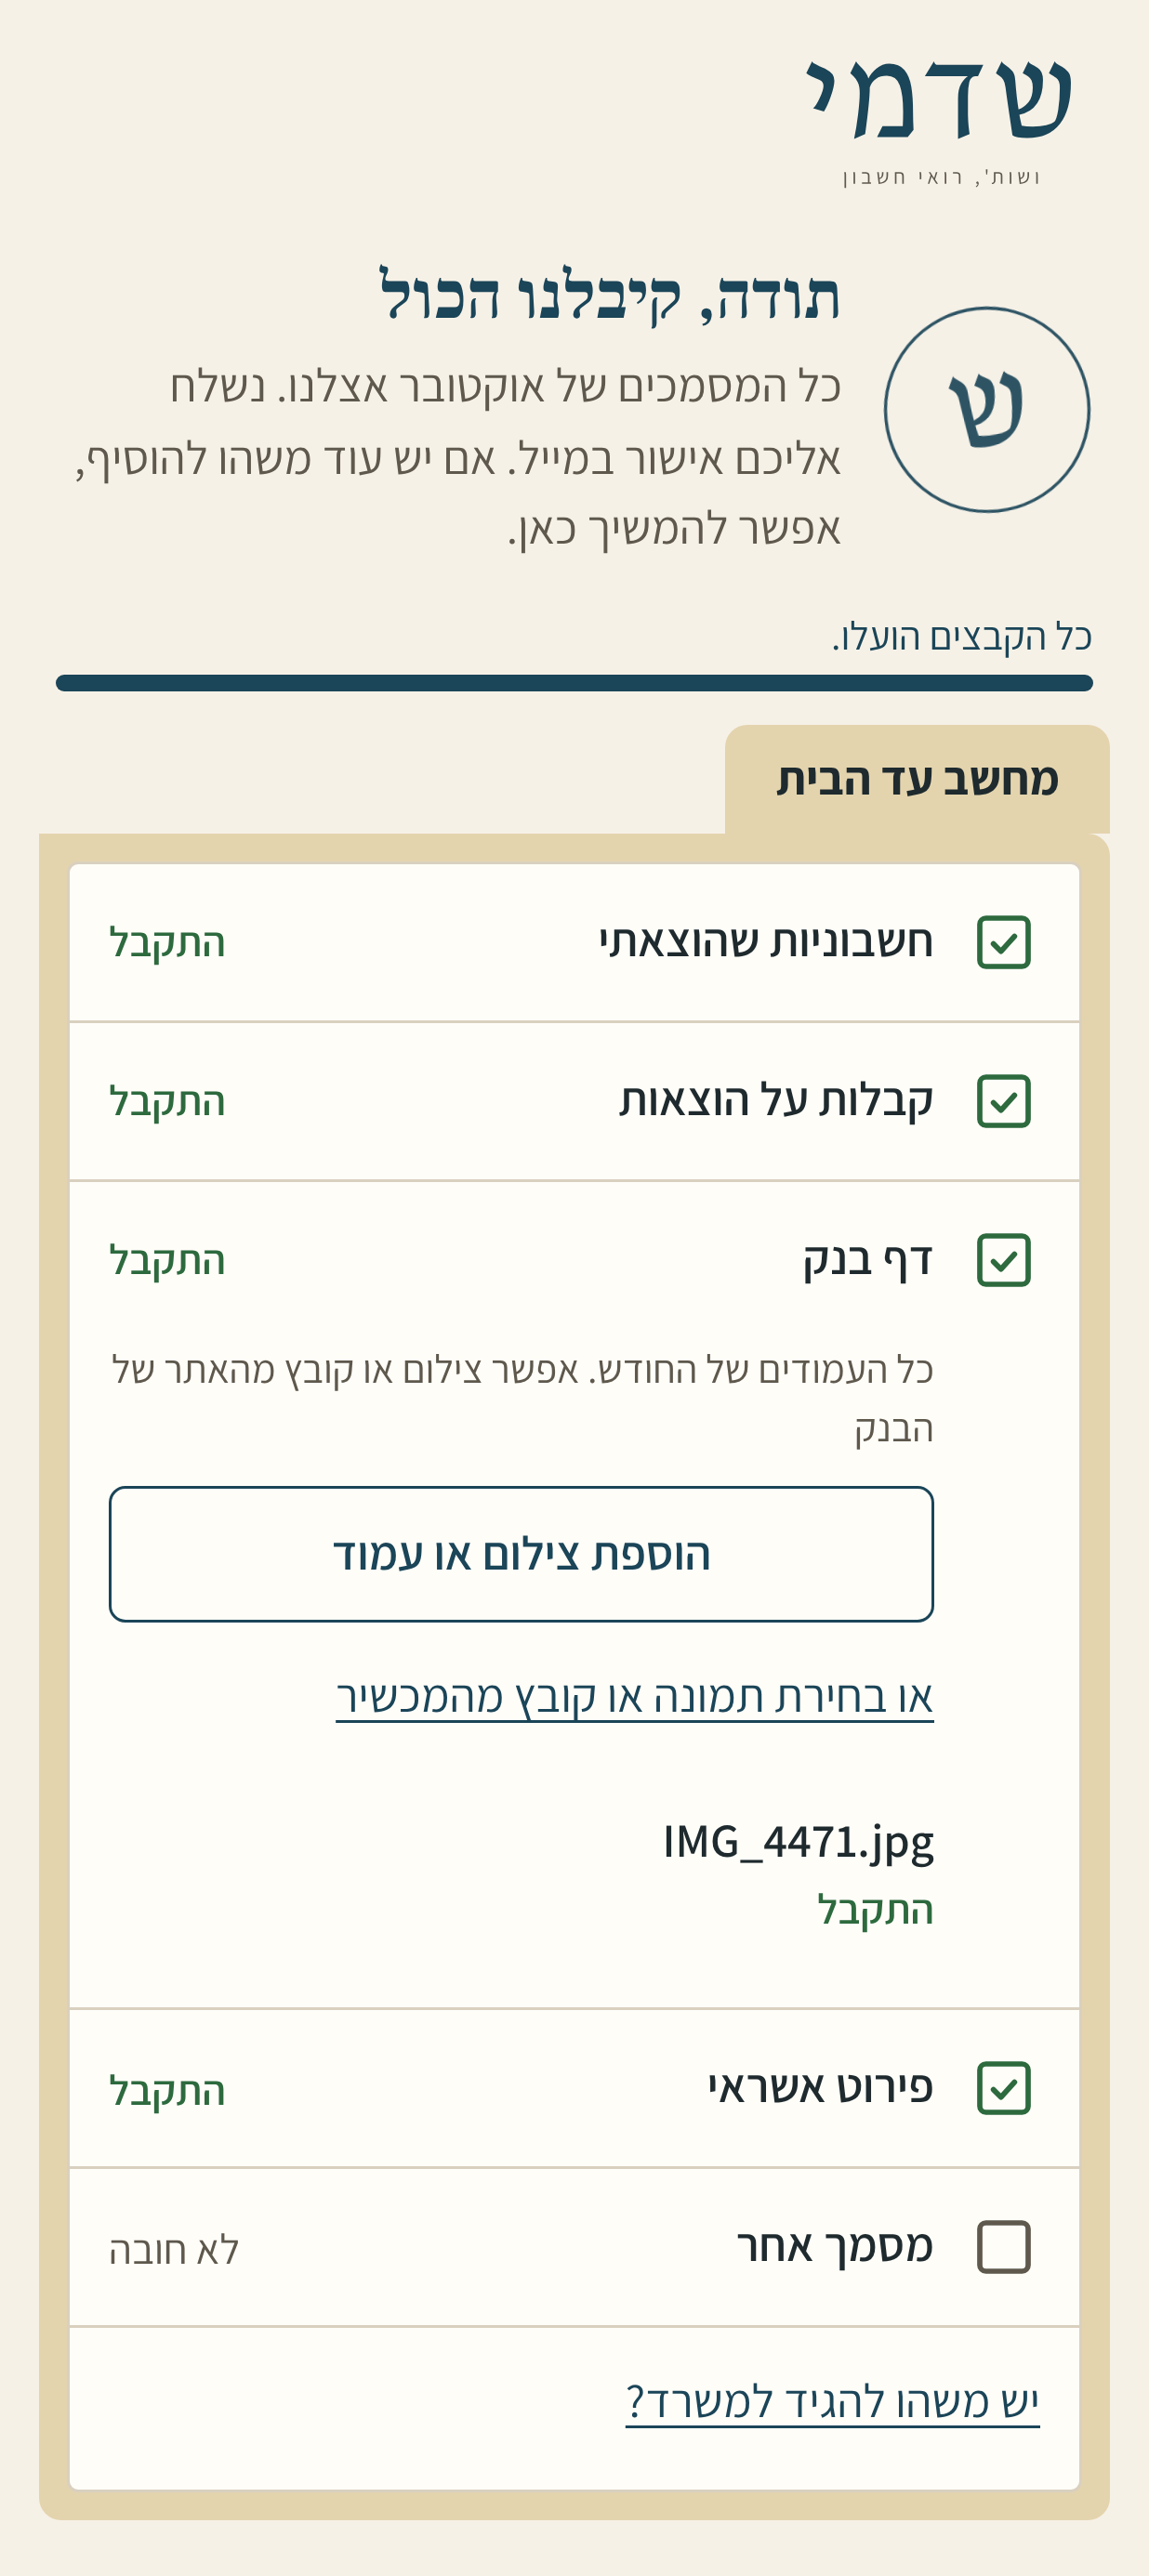 שדמי
ושות', רואי חשבון
ש
תודה, קיבלנו הכול
כל המסמכים של אוקטובר אצלנו. נשלח
אליכם אישור במייל. אם יש עוד משהו להוסיף,
אפשר להמשיך כאן.
כל הקבצים הועלו.
מחשב עד הבית
חשבוניות שהוצאתי
התקבל
קבלות על הוצאות
התקבל
דף בנק
התקבל
כל העמודים של החודש. אפשר צילום או קובץ מהאתר של
הבנק
הוספת צילום או עמוד
או בחירת תמונה או קובץ מהמכשיר
IMG_4471.jpg
התקבל
פירוט אשראי
התקבל
מסמך אחר
לא חובה
יש משהו להגיד למשרד?